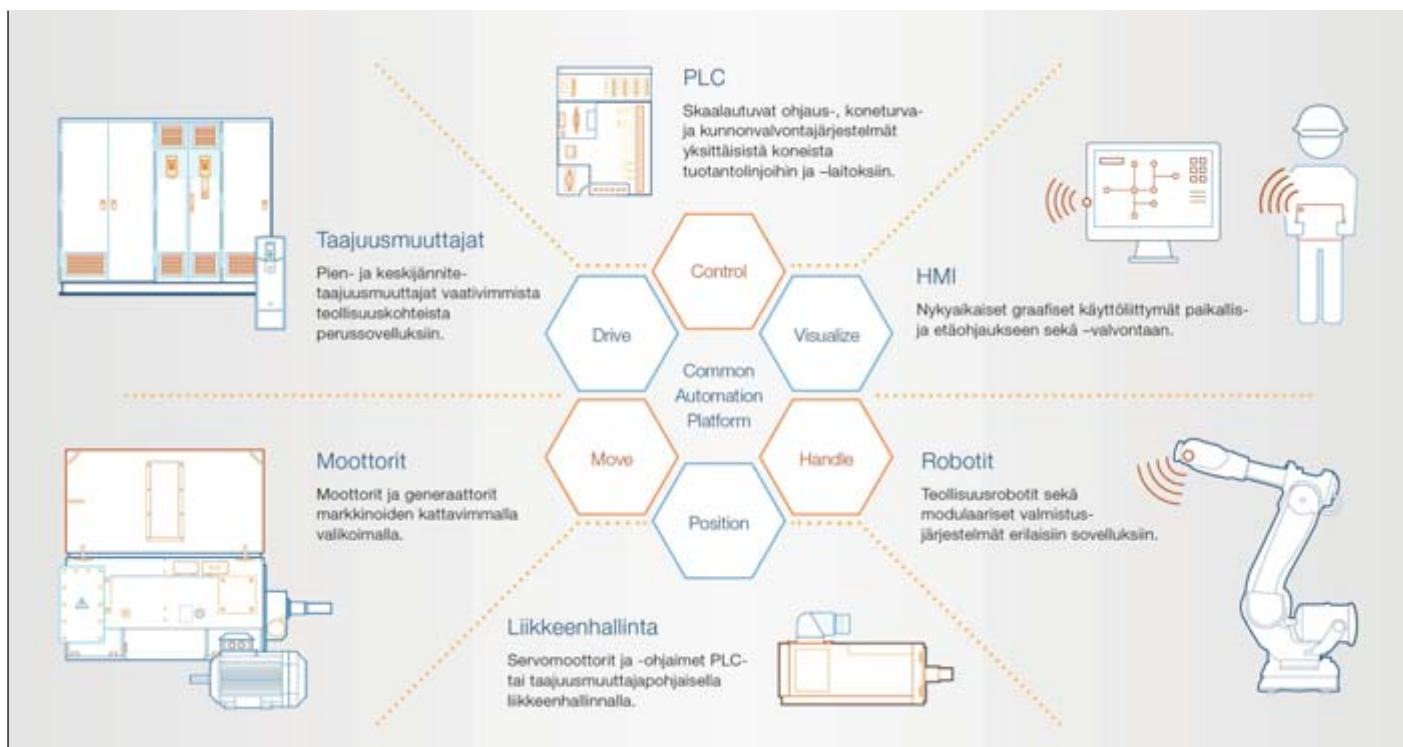 PLC
Skaalautuvat ohjaus-, koneturva-
ja kunnonvalvontajärjestelmät
yksittäisistä koneista
tuotantolinjoihin ja –laitoksiin.
Taajuusmuuttajat
Pien- ja keskijännite-
taajuusmuuttajat vaativimmista
teollisuuskohteista
perussovelluksiin.
HMI
Nykyaikaiset graafiset käyttöliittymät paikallis-
ja etäohjaukseen sekä –valvontaan.
Control
Drive
Visualize
Common
Automation
Platform
Move
Handle
Position
Moottorit
Moottorit ja generaattorit
markkinoiden kattavimmalla
valikoimalla.
Robotit
Teollisuusrobotit sekä
modulaariset valmistus-
järjestelmät erilaisiin sovelluksiin.
Liikkeenhallinta
Servomoottorit ja -ohjaimet PLC-
tai taajuusmuuttajapohjaisella
liikkeenhallinnalla.